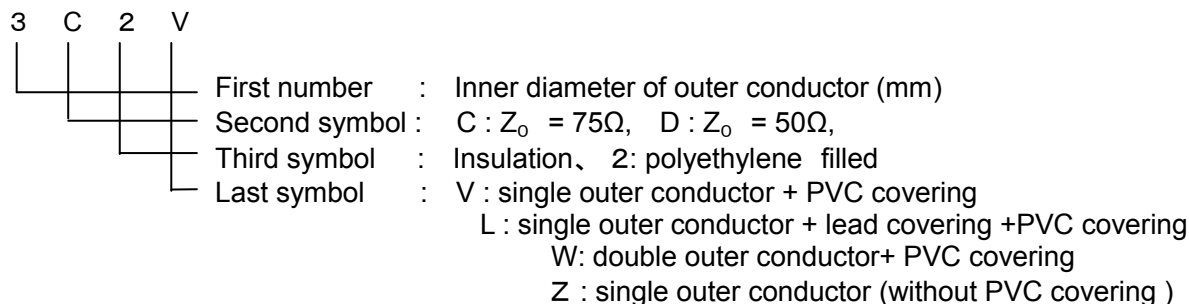 3 C 2 V
First number : Inner diameter of outer conductor (mm)
Second symbol : C : Zₒ = 75Ω, D : Zₒ = 50Ω,
Third symbol : Insulation、 2: polyethylene filled
Last symbol : V : single outer conductor + PVC covering
L : single outer conductor + lead covering +PVC covering
W: double outer conductor+ PVC covering
Z : single outer conductor (without PVC covering )